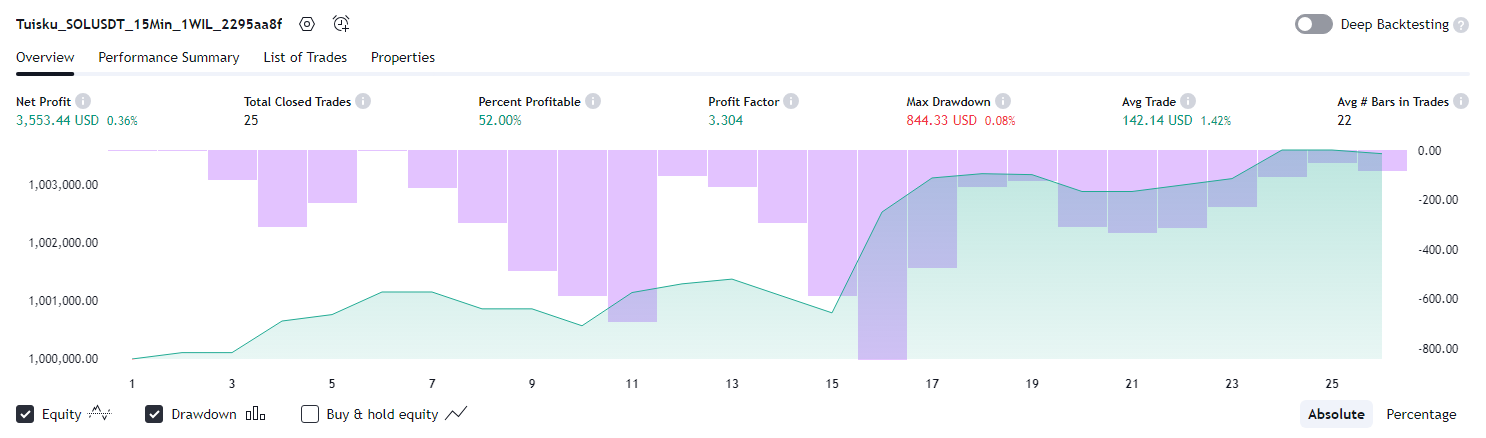 Tuisku_SOLUSDT_15Min_1WIL_2295aa8f
Deep Backtesting
Overview Performance Summary List of Trades Properties
Net Profit Total Closed Trades Percent Profitable Profit Factor Max Drawdown Avg Trade Avg # Bars in Trades
3,553.44 USD 0.36% 25 52.00% 3.304 844.33 USD 0.08% 142.14 USD 1.42% 22
0.00
1,003,000.00
-200.00
1,002,000.00
-400.00
1,001,000.00
-600.00
1,000,000.00
-800.00
1 3 5 7 9 11 13 15 17 19 21 23 25
Equity Drawdown Buy & hold equity Absolute Percentage